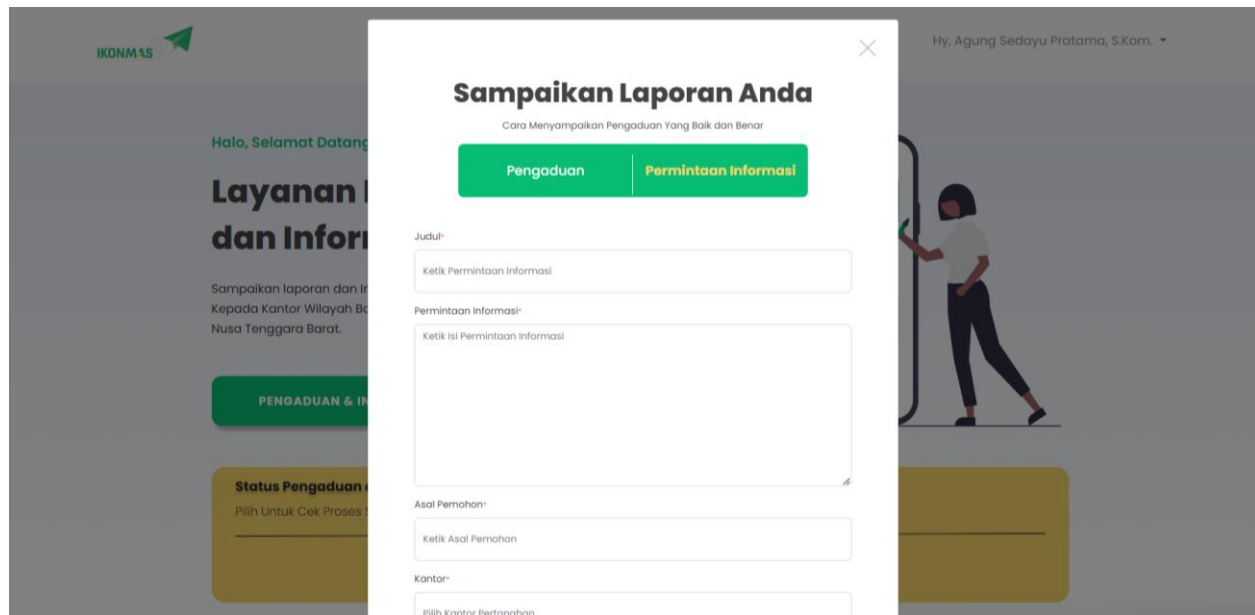 IKONMAS
Hy, Agung Sedayu Pratama, S.Kom.
Sampaikan Laporan Anda
Cara Menyampaikan Pengaduan Yang Baik dan Benar
Pengaduan
Permintaan Informasi
Halo, Selamat Datang
Layanan
dan Infor
Sampaikan laporan dan
Kepada Kantor Wilayah
Nusa Tenggara Barat.
PENGADUAN & IN
Status Pengaduan
Pilih Untuk Cek Proses
Judul*
Ketik Permintaan Informasi
Permintaan Informasi*
Ketik Isi Permintaan Informasi
Asal Pemohon*
Ketik Asal Pemohon
Kantor*
Pilih Kantor Pertanahan